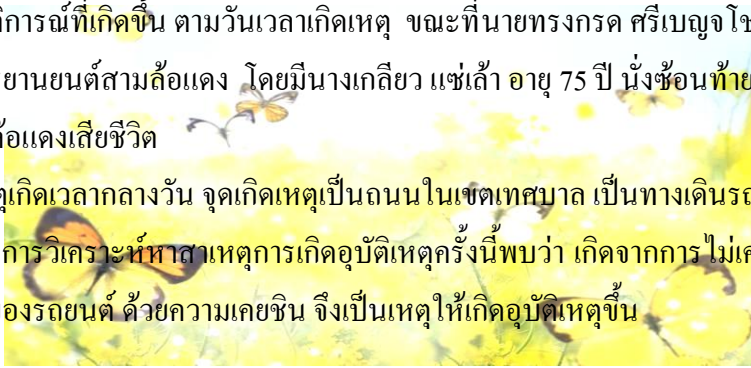 ติการณ์ที่เกิดขึ้น ตามวันเวลาเกิดเหตุ ขณะที่นายทรงกรด ศรีเบญจโช
ยานยนต์สามล้อแดง โดยมีนางเกลียว แซ่เล้า อายุ 75 ปี นั่งซ้อนท้าย
ล้อแดงเสียชีวิต
ตุเกิดเวลากลางวัน จุดเกิดเหตุเป็นถนนในเขตเทศบาล เป็นทางเดินรถ
การวิเคราะห์หาสาเหตุการเกิดอุบัติเหตุครั้งนี้พบว่า เกิดจากการไม่เค
องรถยนต์ ด้วยความเคยชิน จึงเป็นเหตุให้เกิดอุบัติเหตุขึ้น